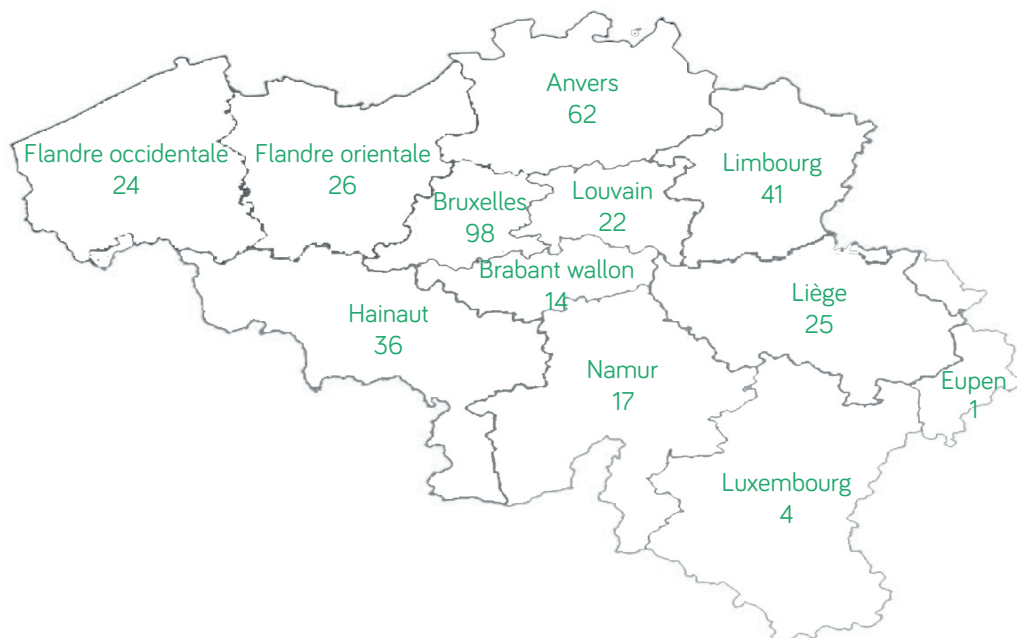 Anvers
62
Flandre occidentale
24
Flandre orientale
26
Limbourg
41
Bruxelles
98
Louvain
22
Brabant wallon
14
Liège
25
Hainaut
36
Namur
17
Eupen
1
Luxembourg
4